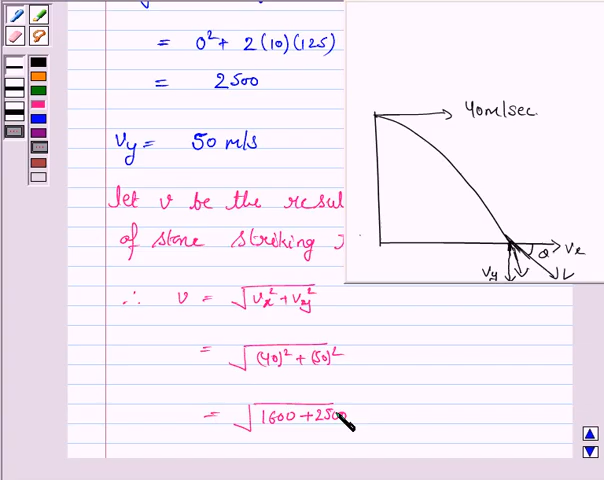 = 0² + 2(10)(125)
= 2500
vy = 50 m/s
let v be the resul
of stone striking
∴ v = √vx² + vy²
= √(40)² + (50)²
= √1600 + 2500
40m/sec.
θ vx
vy v